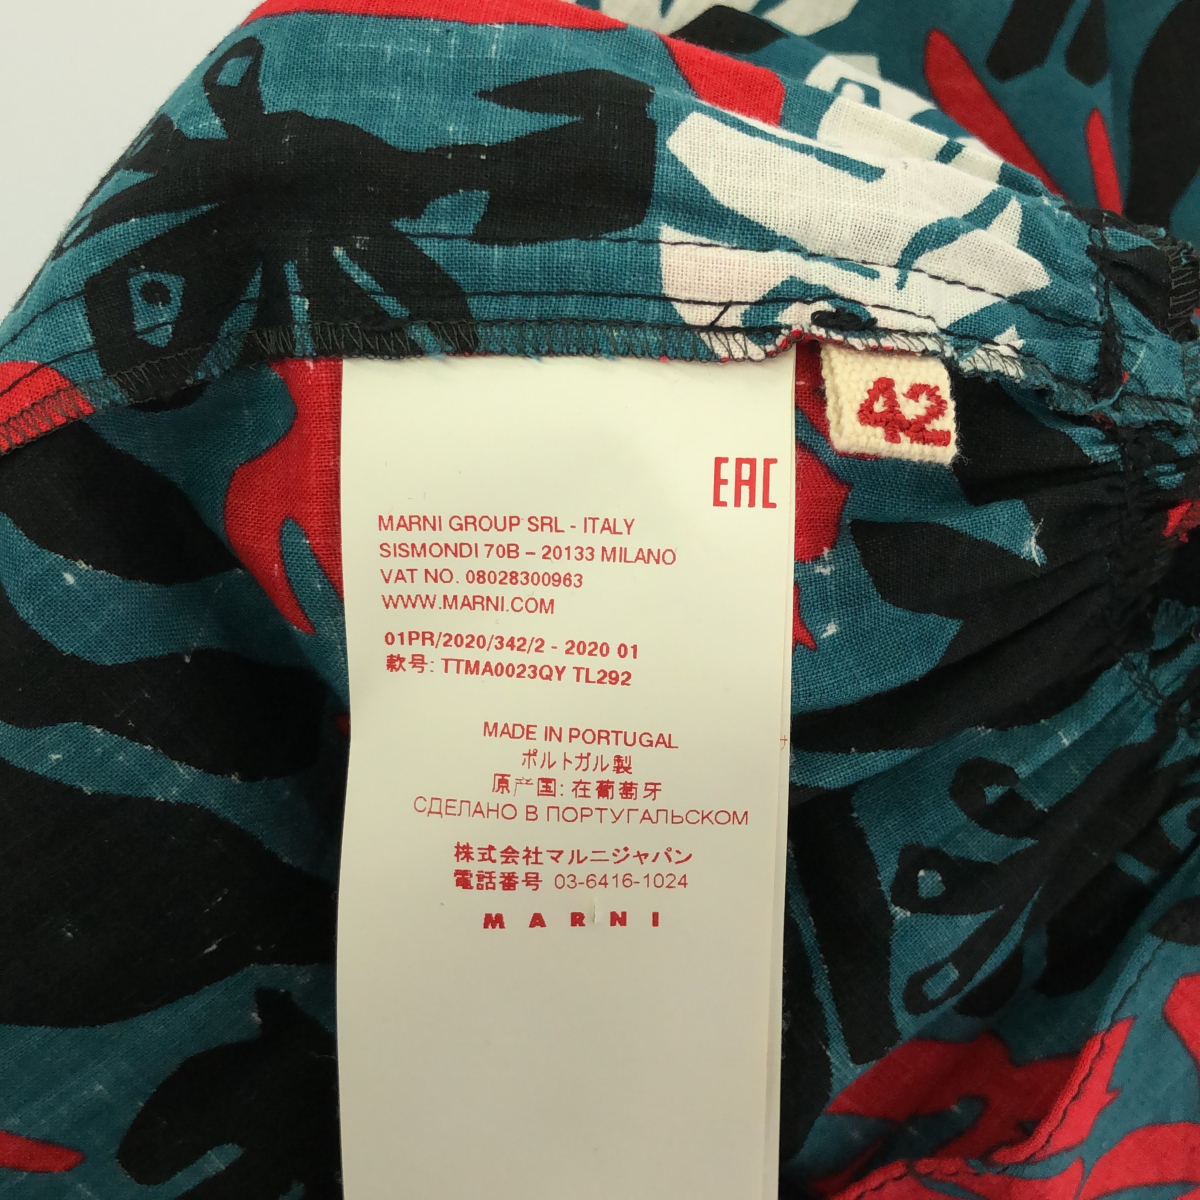 42
EAC
MARNI GROUP SRL - ITALY
SISMONDI 70B – 20133 MILANO
VAT NO. 08028300963
WWW.MARNI.COM
01PR/2020/342/2 - 2020 01
款号: TTMA0023QY TL292
MADE IN PORTUGAL
ポルトガル製
原产国: 在葡萄牙
СДЕЛАНО В ПОРТУГАЛЬСКОМ
株式会社マルニジャパン
電話番号 03-6416-1024
MARNI